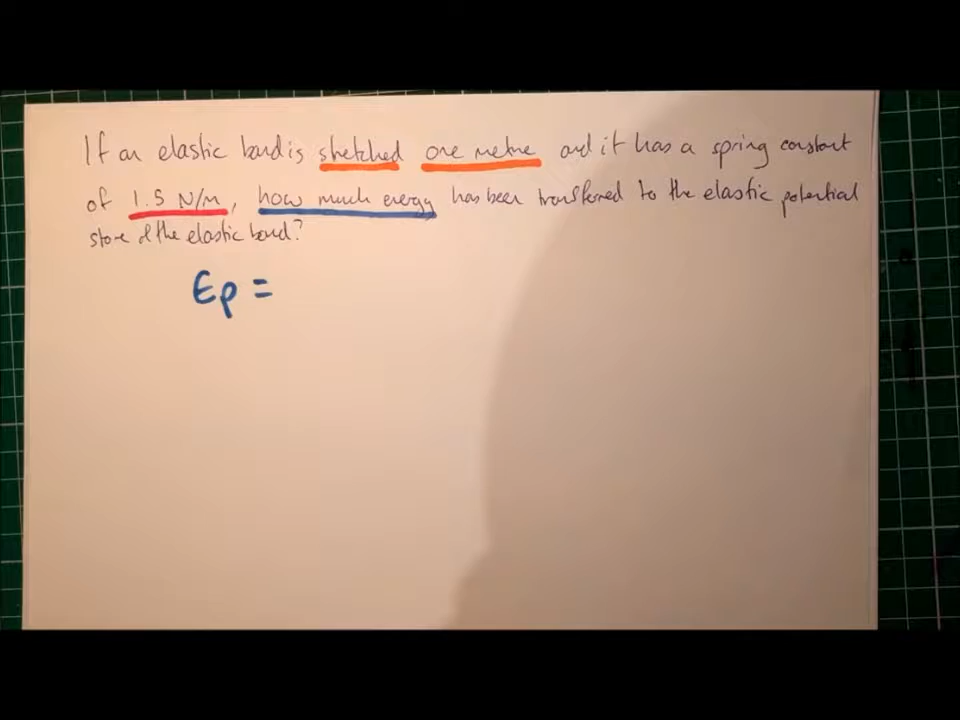 If an elastic band is stretched one metre and it has a spring constant
of 1.5 N/m, how much energy has been transferred to the elastic potential
store of the elastic band?
Ep =